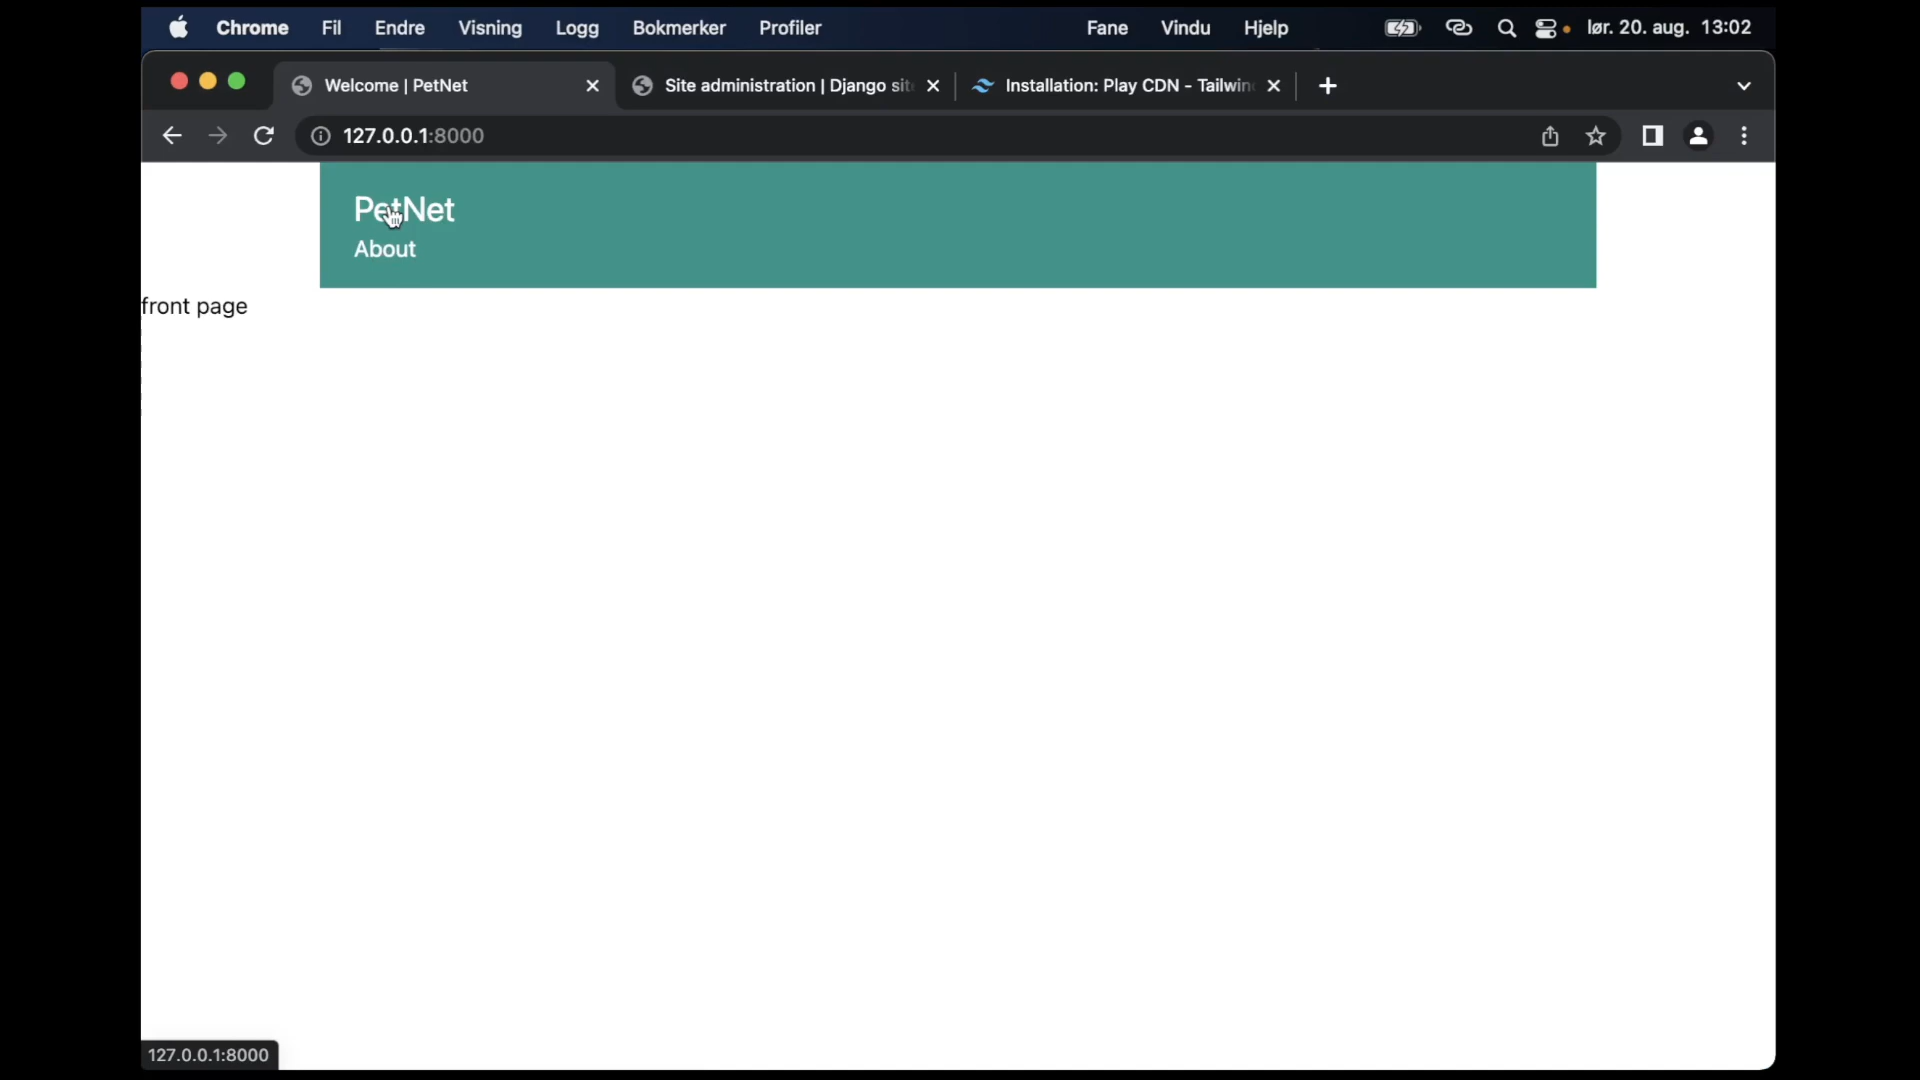 Chrome Fil Endre Visning Logg Bokmerker Profiler Fane Vindu Hjelp lør. 20. aug. 13:02
Welcome | PetNet Site administration | Django sit Installation: Play CDN - Tailwin
127.0.0.1:8000
PetNet
About
front page
127.0.0.1:8000